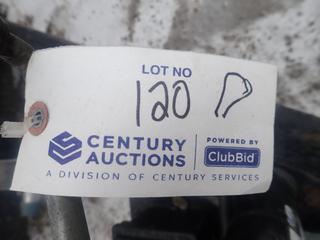 LOT NO
120 P
CENTURY AUCTIONS
POWERED BY
ClubBid
A DIVISION OF CENTURY SERVICES